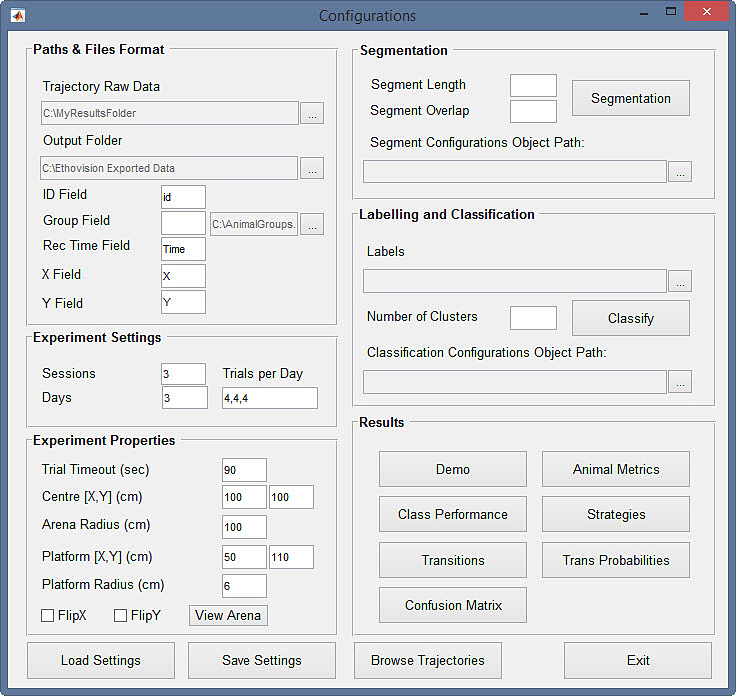 Configurations
Paths & Files Format
Trajectory Raw Data
C:\MyResultsFolder ...
Output Folder
C:\Ethovision Exported Data ...
ID Field id
Group Field C:\AnimalGroups. ...
Rec Time Field Time
X Field X
Y Field Y
Experiment Settings
Sessions 3 Trials per Day
Days 3 4,4,4
Experiment Properties
Trial Timeout (sec) 90
Centre [X,Y] (cm) 100 100
Arena Radius (cm) 100
Platform [X,Y] (cm) 50 110
Platform Radius (cm) 6
FlipX FlipY View Arena
Segmentation
Segment Length
Segment Overlap
Segmentation
Segment Configurations Object Path:
...
Labelling and Classification
Labels
...
Number of Clusters Classify
Classification Configurations Object Path:
...
Results
Demo Animal Metrics
Class Performance Strategies
Transitions Trans Probabilities
Confusion Matrix
Load Settings Save Settings Browse Trajectories Exit